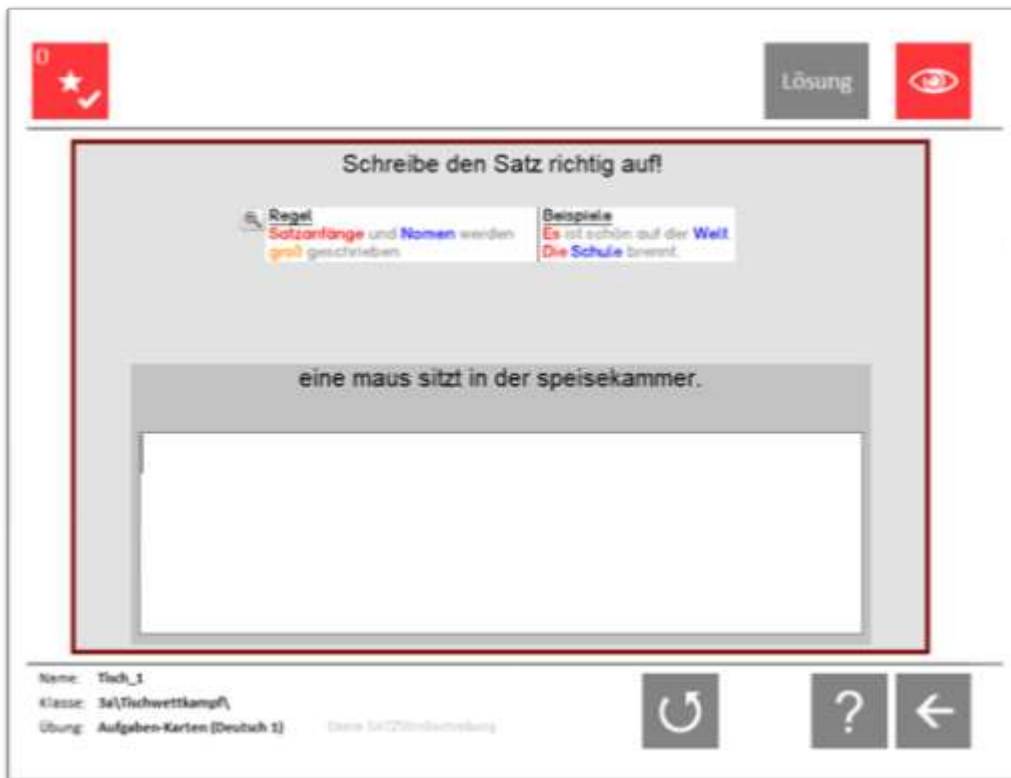 0
Lösung
Schreibe den Satz richtig auf!
Regel
Satzanfänge und Nomen werden
groß geschrieben.
Beispiele
Es ist schön auf der Welt.
Die Schule brennt.
eine maus sitzt in der speisekammer.
Name: Tisch_1
Klasse: 3a\Tischwettkampf\
Übung: Aufgaben-Karten (Deutsch 1)
?